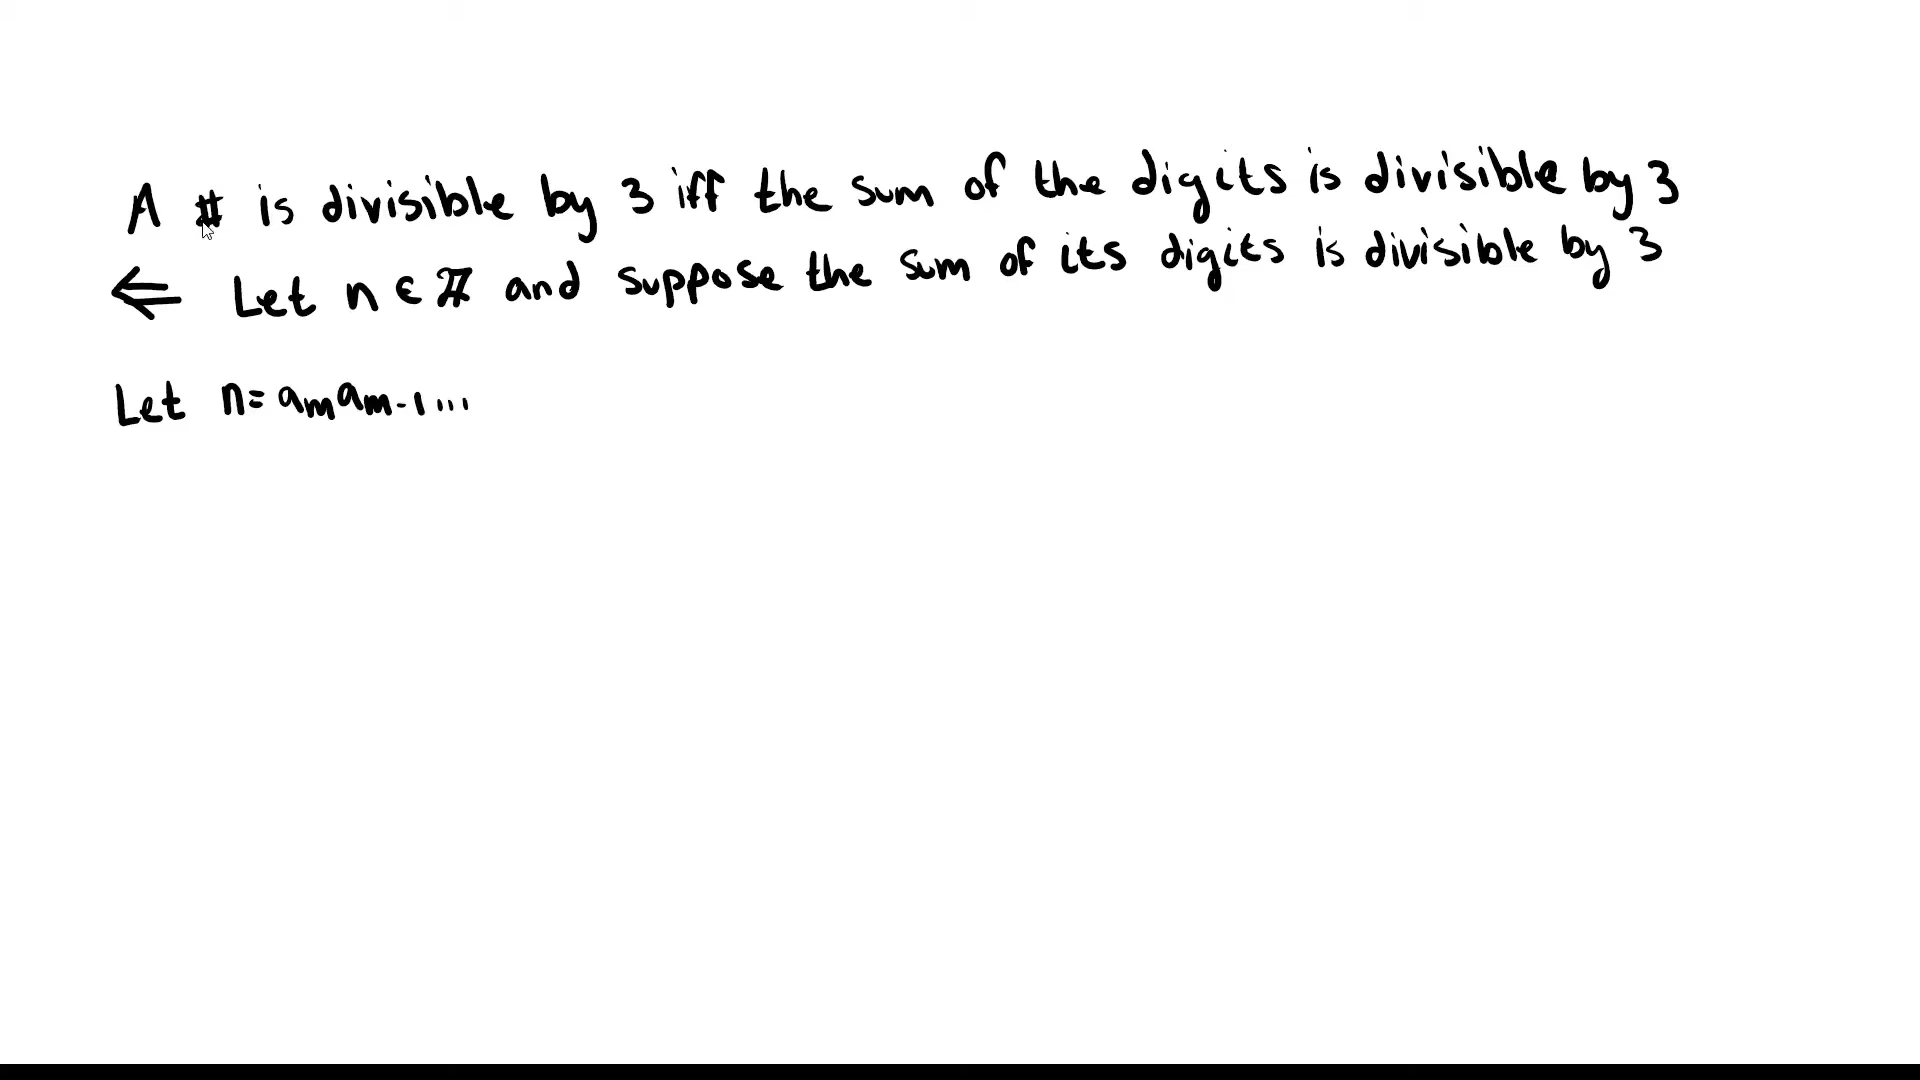 A # is divisible by 3 iff the sum of the digits is divisible by 3
⇐ Let n ∈ ℤ and suppose the sum of its digits is divisible by 3
Let n = aₘaₘ₋₁...